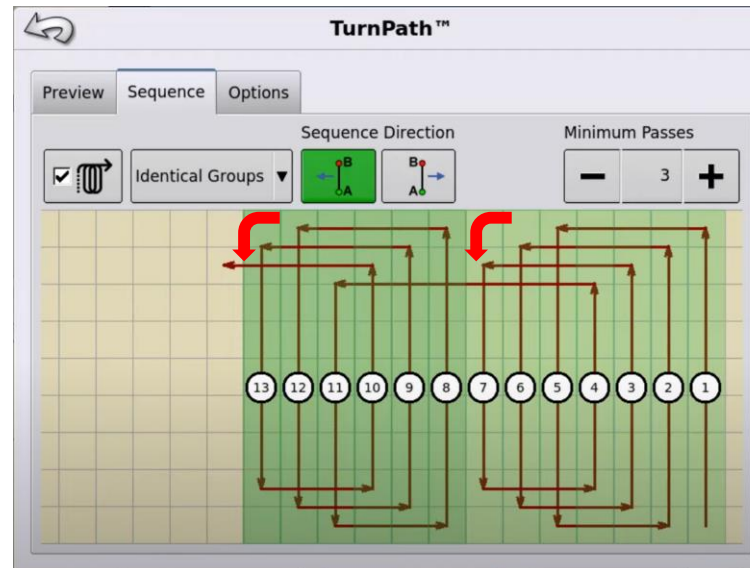 TurnPath™
Preview Sequence Options
Sequence Direction Minimum Passes
Identical Groups ▼ B A B A − 3 +
13 12 11 10 9 8 7 6 5 4 3 2 1